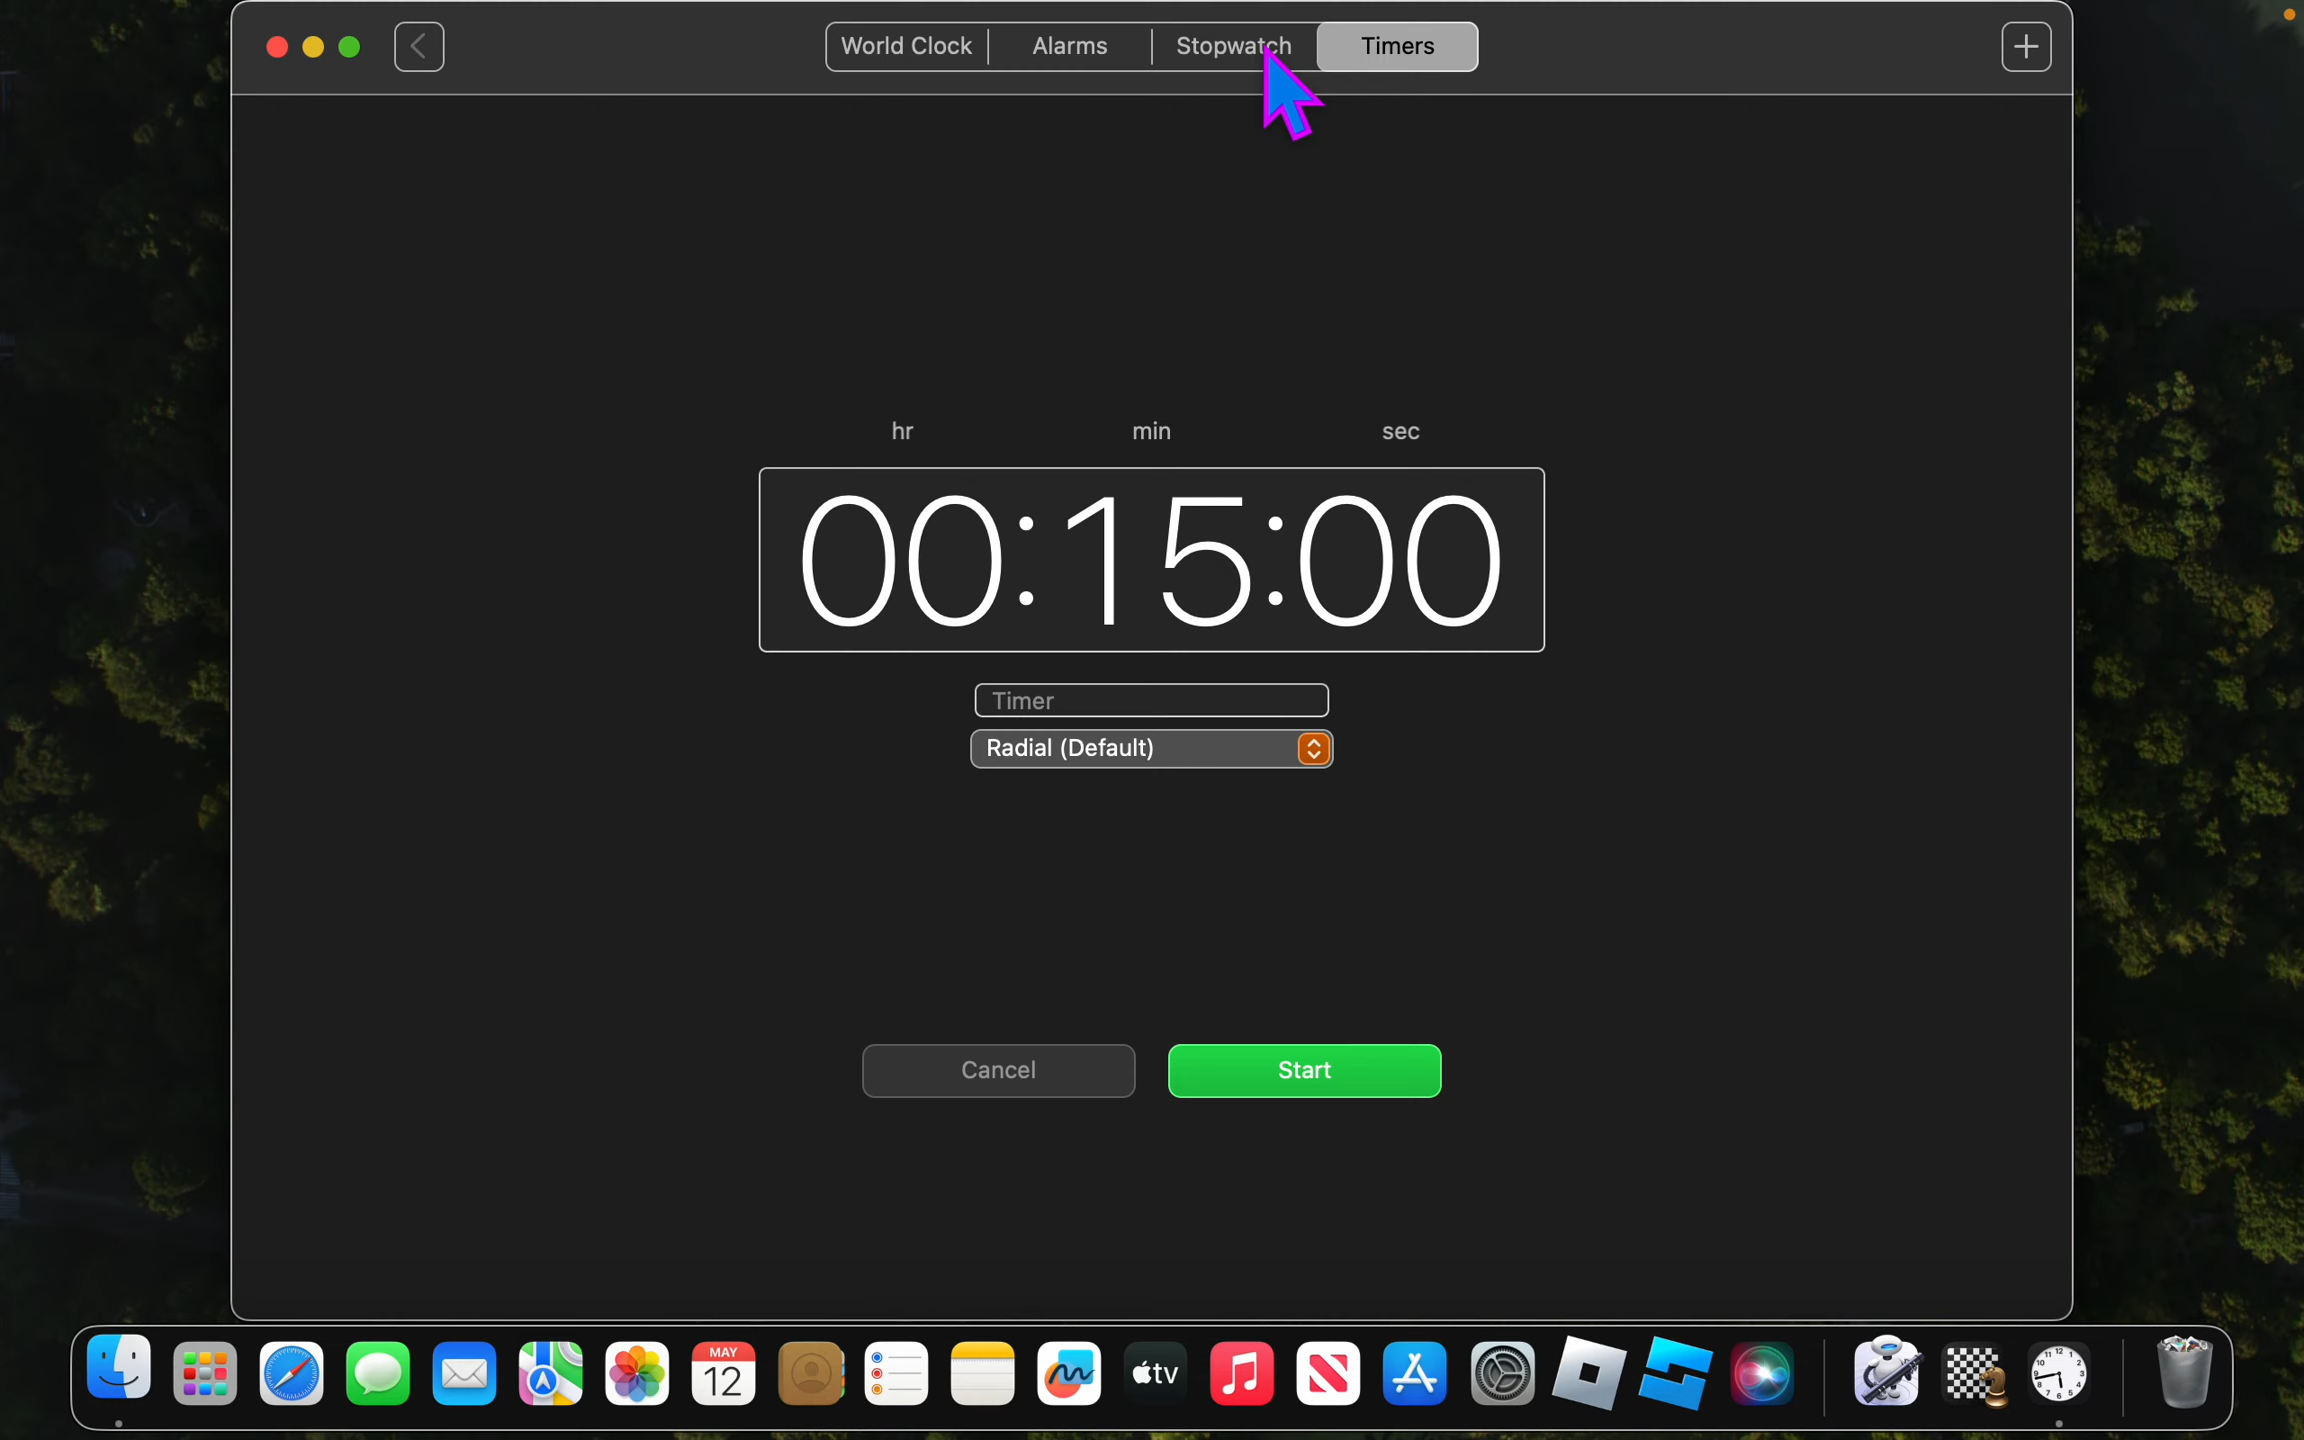 World Clock
Alarms
Stopwatch
Timers
hr min sec
00:15:00
Timer
Radial (Default)
Cancel
Start
MAY
12
tv